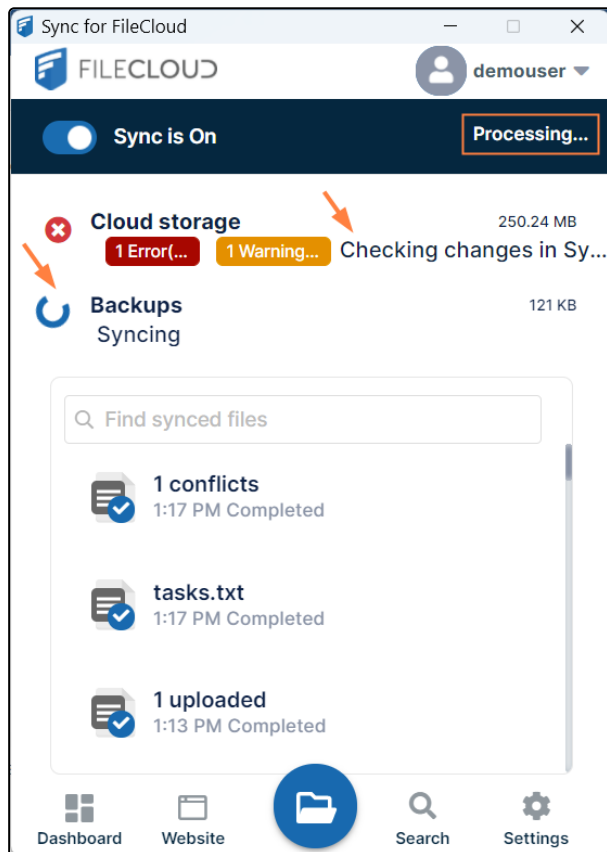 Sync for FileCloud
FILECLOUD
demouser
Sync is On
Processing...
Cloud storage
250.24 MB
1 Error(...
1 Warning...
Checking changes in Sy...
Backups
121 KB
Syncing
Find synced files
1 conflicts
1:17 PM Completed
tasks.txt
1:17 PM Completed
1 uploaded
1:13 PM Completed
Dashboard
Website
Search
Settings